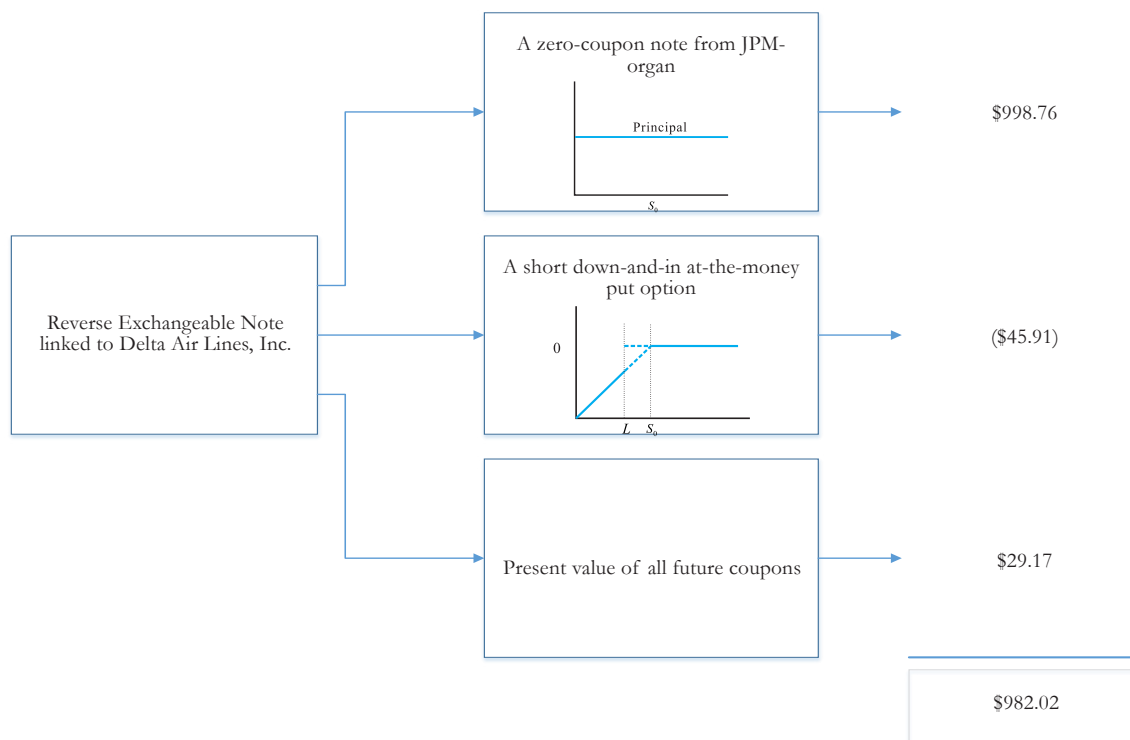 A zero-coupon note from JPM-
organ
Principal
S₀
$998.76
Reverse Exchangeable Note
linked to Delta Air Lines, Inc.
A short down-and-in at-the-money
put option
0
L S₀
($45.91)
Present value of all future coupons
$29.17
$982.02